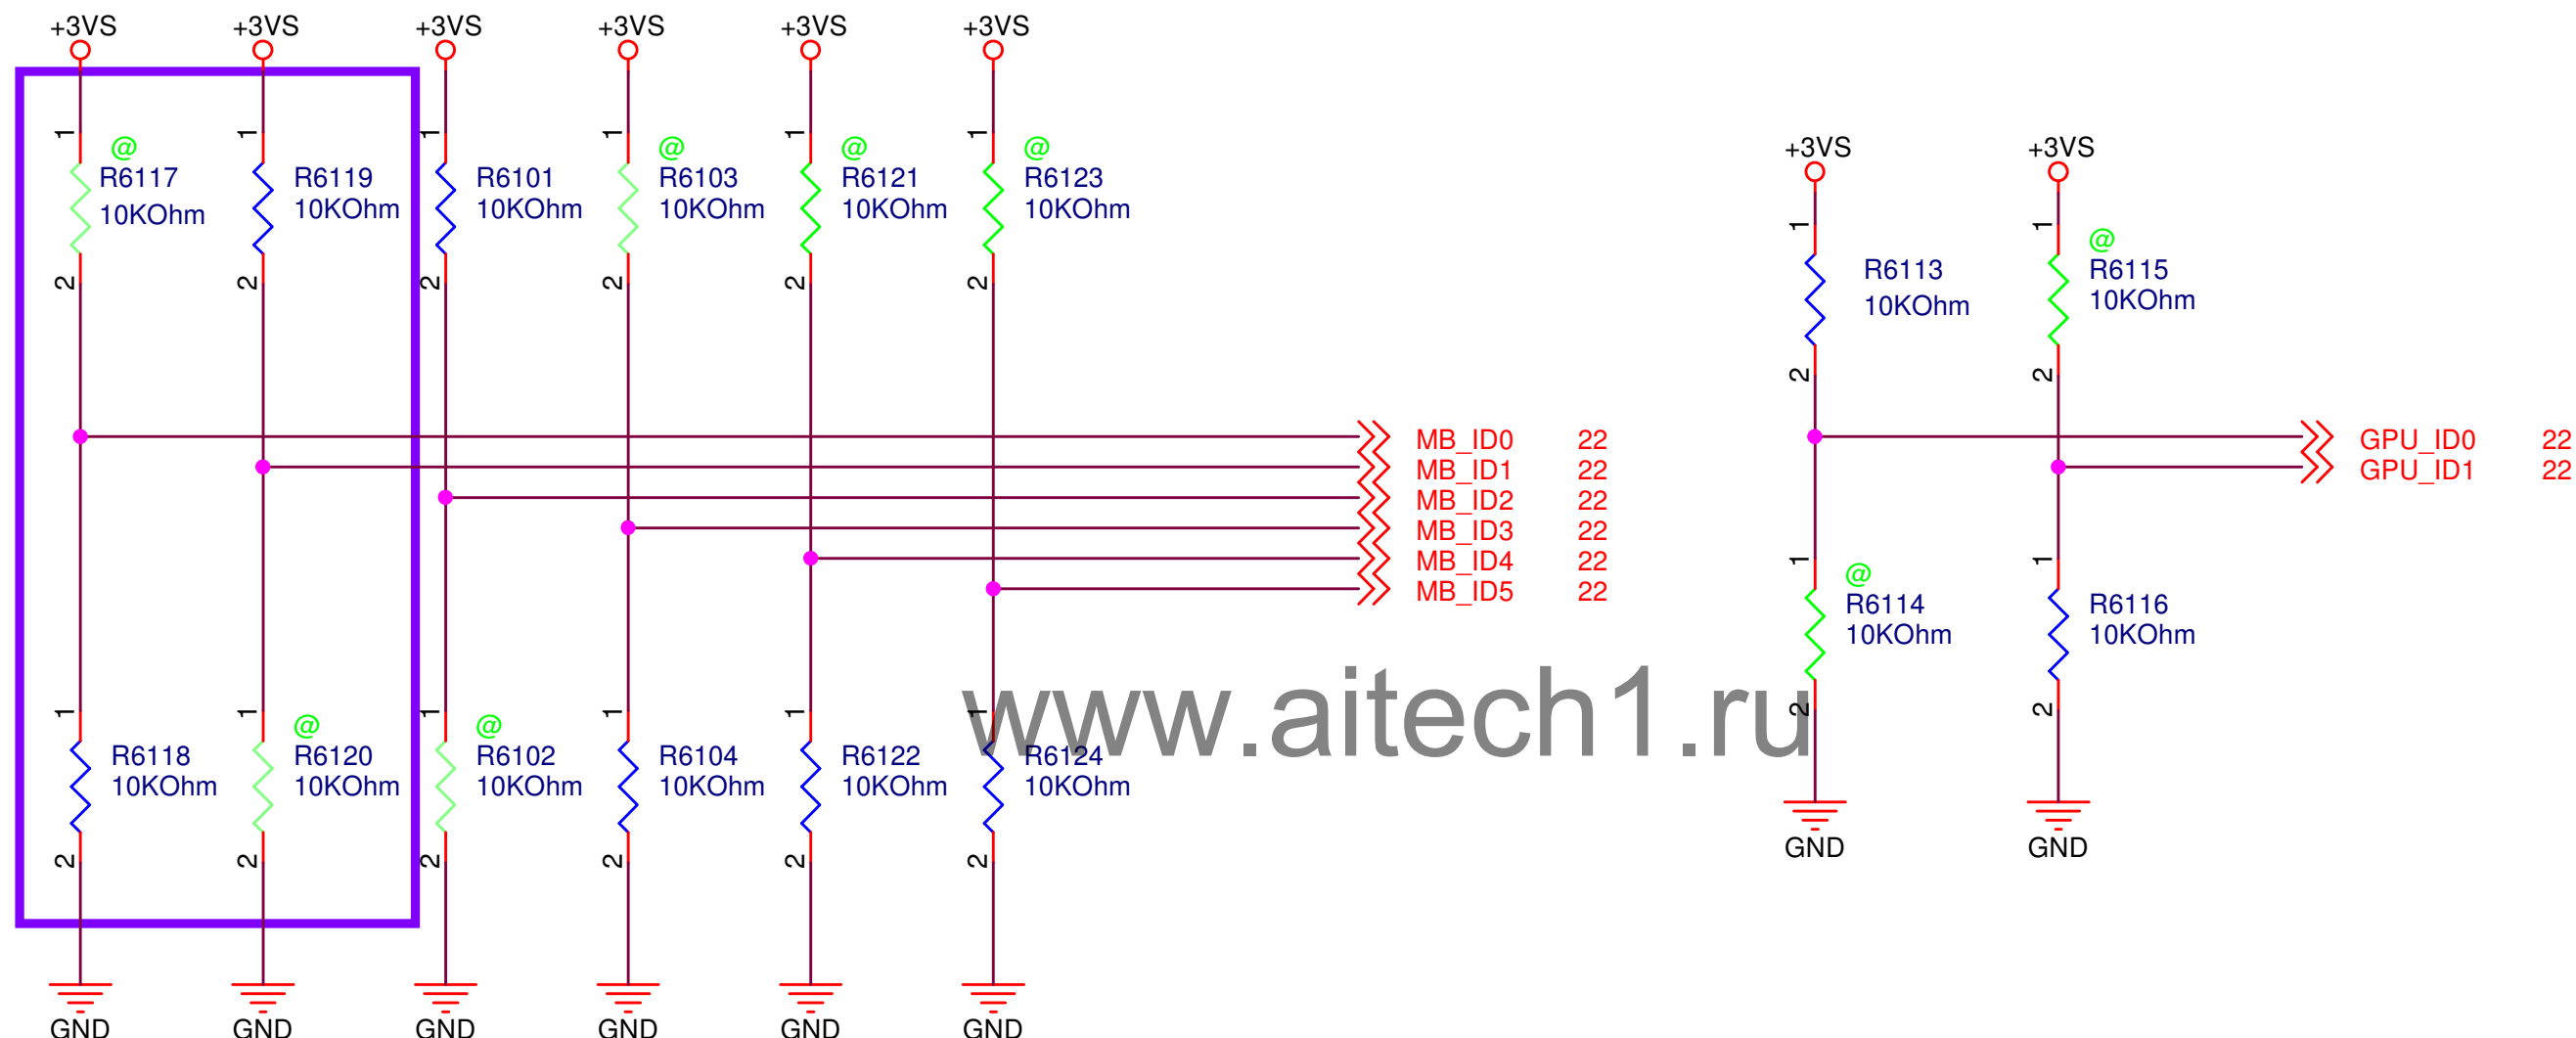 +3VS +3VS +3VS +3VS +3VS +3VS
+3VS +3VS
1 1 1 1 1 1
@ @ @ @
R6117 R6119 R6101 R6103 R6121 R6123
10KOhm 10KOhm 10KOhm 10KOhm 10KOhm 10KOhm
1 1
@
R6113 R6115
10KOhm 10KOhm
2 2 2 2 2 2
2 2
MB_ID0 22
MB_ID1 22
MB_ID2 22
MB_ID3 22
MB_ID4 22
MB_ID5 22
GPU_ID0 22
GPU_ID1 22
1 1
@
R6114 R6116
10KOhm 10KOhm
2 2
www.aitech1.ru
1 1 1 1 1 1
@ @
R6118 R6120 R6102 R6104 R6122 R6124
10KOhm 10KOhm 10KOhm 10KOhm 10KOhm 10KOhm
2 2 2 2 2 2
GND GND
GND GND GND GND GND GND